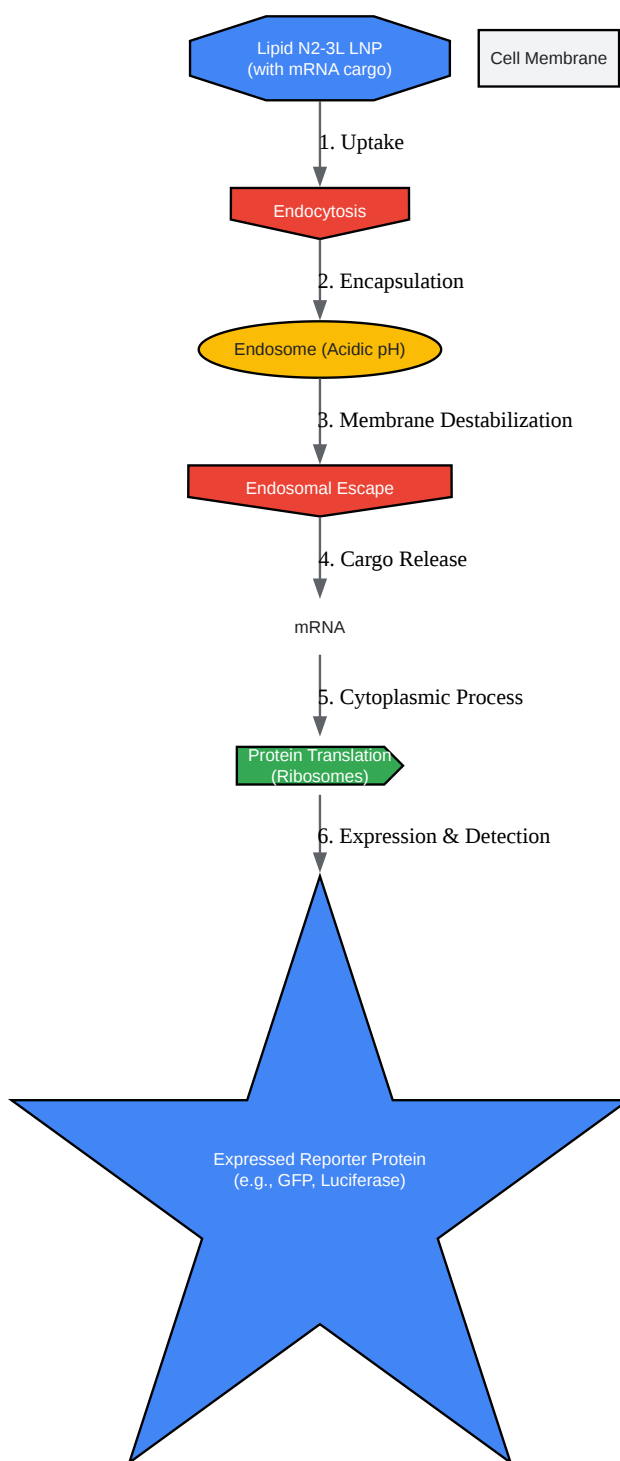 Lipid N2-3L LNP
(with mRNA cargo)
Cell Membrane
1. Uptake
Endocytosis
2. Encapsulation
Endosome (Acidic pH)
3. Membrane Destabilization
Endosomal Escape
4. Cargo Release
mRNA
5. Cytoplasmic Process
Protein Translation
(Ribosomes)
6. Expression & Detection
Expressed Reporter Protein
(e.g., GFP, Luciferase)